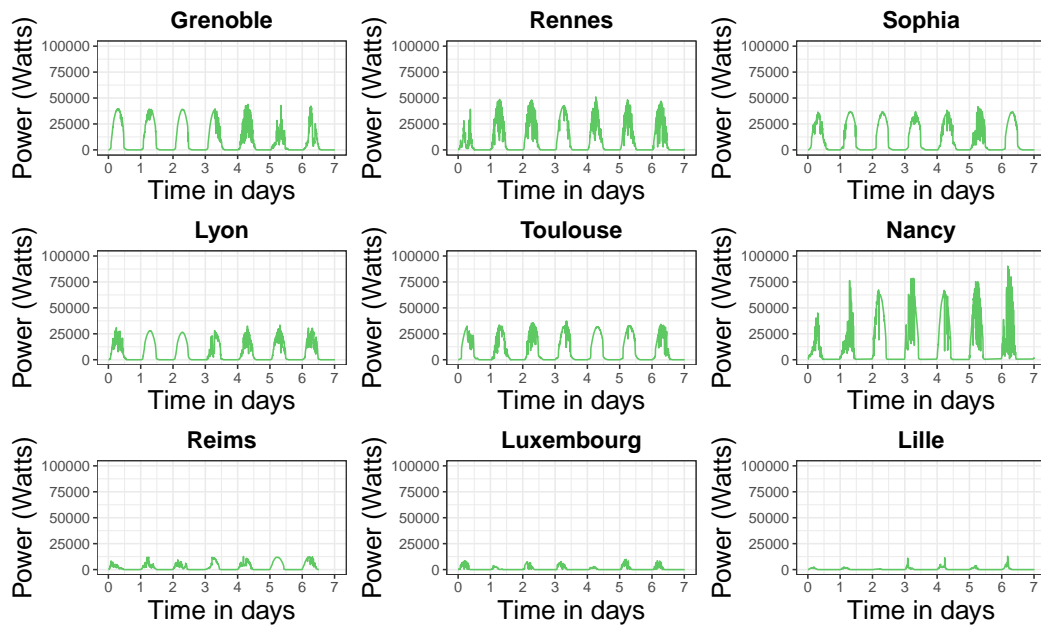 Grenoble Rennes Sophia
Power (Watts)
100000
75000
50000
25000
0
0 1 2 3 4 5 6 7
Time in days
Power (Watts)
100000
75000
50000
25000
0
0 1 2 3 4 5 6 7
Time in days
Power (Watts)
100000
75000
50000
25000
0
0 1 2 3 4 5 6 7
Time in days
Lyon Toulouse Nancy
Power (Watts)
100000
75000
50000
25000
0
0 1 2 3 4 5 6 7
Time in days
Power (Watts)
100000
75000
50000
25000
0
0 1 2 3 4 5 6 7
Time in days
Power (Watts)
100000
75000
50000
25000
0
0 1 2 3 4 5 6 7
Time in days
Reims Luxembourg Lille
Power (Watts)
100000
75000
50000
25000
0
0 1 2 3 4 5 6 7
Time in days
Power (Watts)
100000
75000
50000
25000
0
0 1 2 3 4 5 6 7
Time in days
Power (Watts)
100000
75000
50000
25000
0
0 1 2 3 4 5 6 7
Time in days